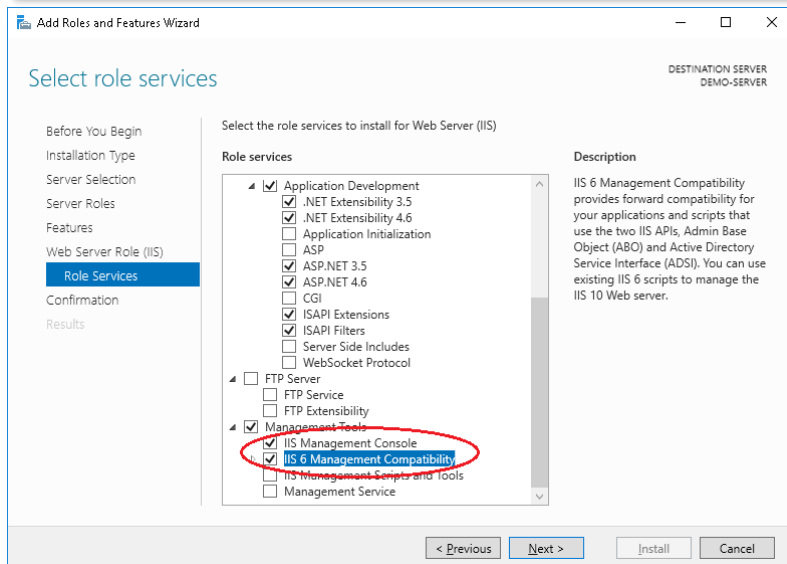 Add Roles and Features Wizard
Select role services
DESTINATION SERVER
DEMO-SERVER
Before You Begin
Installation Type
Server Selection
Server Roles
Features
Web Server Role (IIS)
Role Services
Confirmation
Results
Select the role services to install for Web Server (IIS)
Role services
Application Development
.NET Extensibility 3.5
.NET Extensibility 4.6
Application Initialization
ASP
ASP.NET 3.5
ASP.NET 4.6
CGI
ISAPI Extensions
ISAPI Filters
Server Side Includes
WebSocket Protocol
FTP Server
FTP Service
FTP Extensibility
Management Tools
IIS Management Console
IIS 6 Management Compatibility
IIS Management Scripts and Tools
Management Service
Description
IIS 6 Management Compatibility
provides forward compatibility for
your applications and scripts that
use the two IIS APIs, Admin Base
Object (ABO) and Active Directory
Service Interface (ADSI). You can use
existing IIS 6 scripts to manage the
IIS 10 Web server.
< Previous
Next >
Install
Cancel